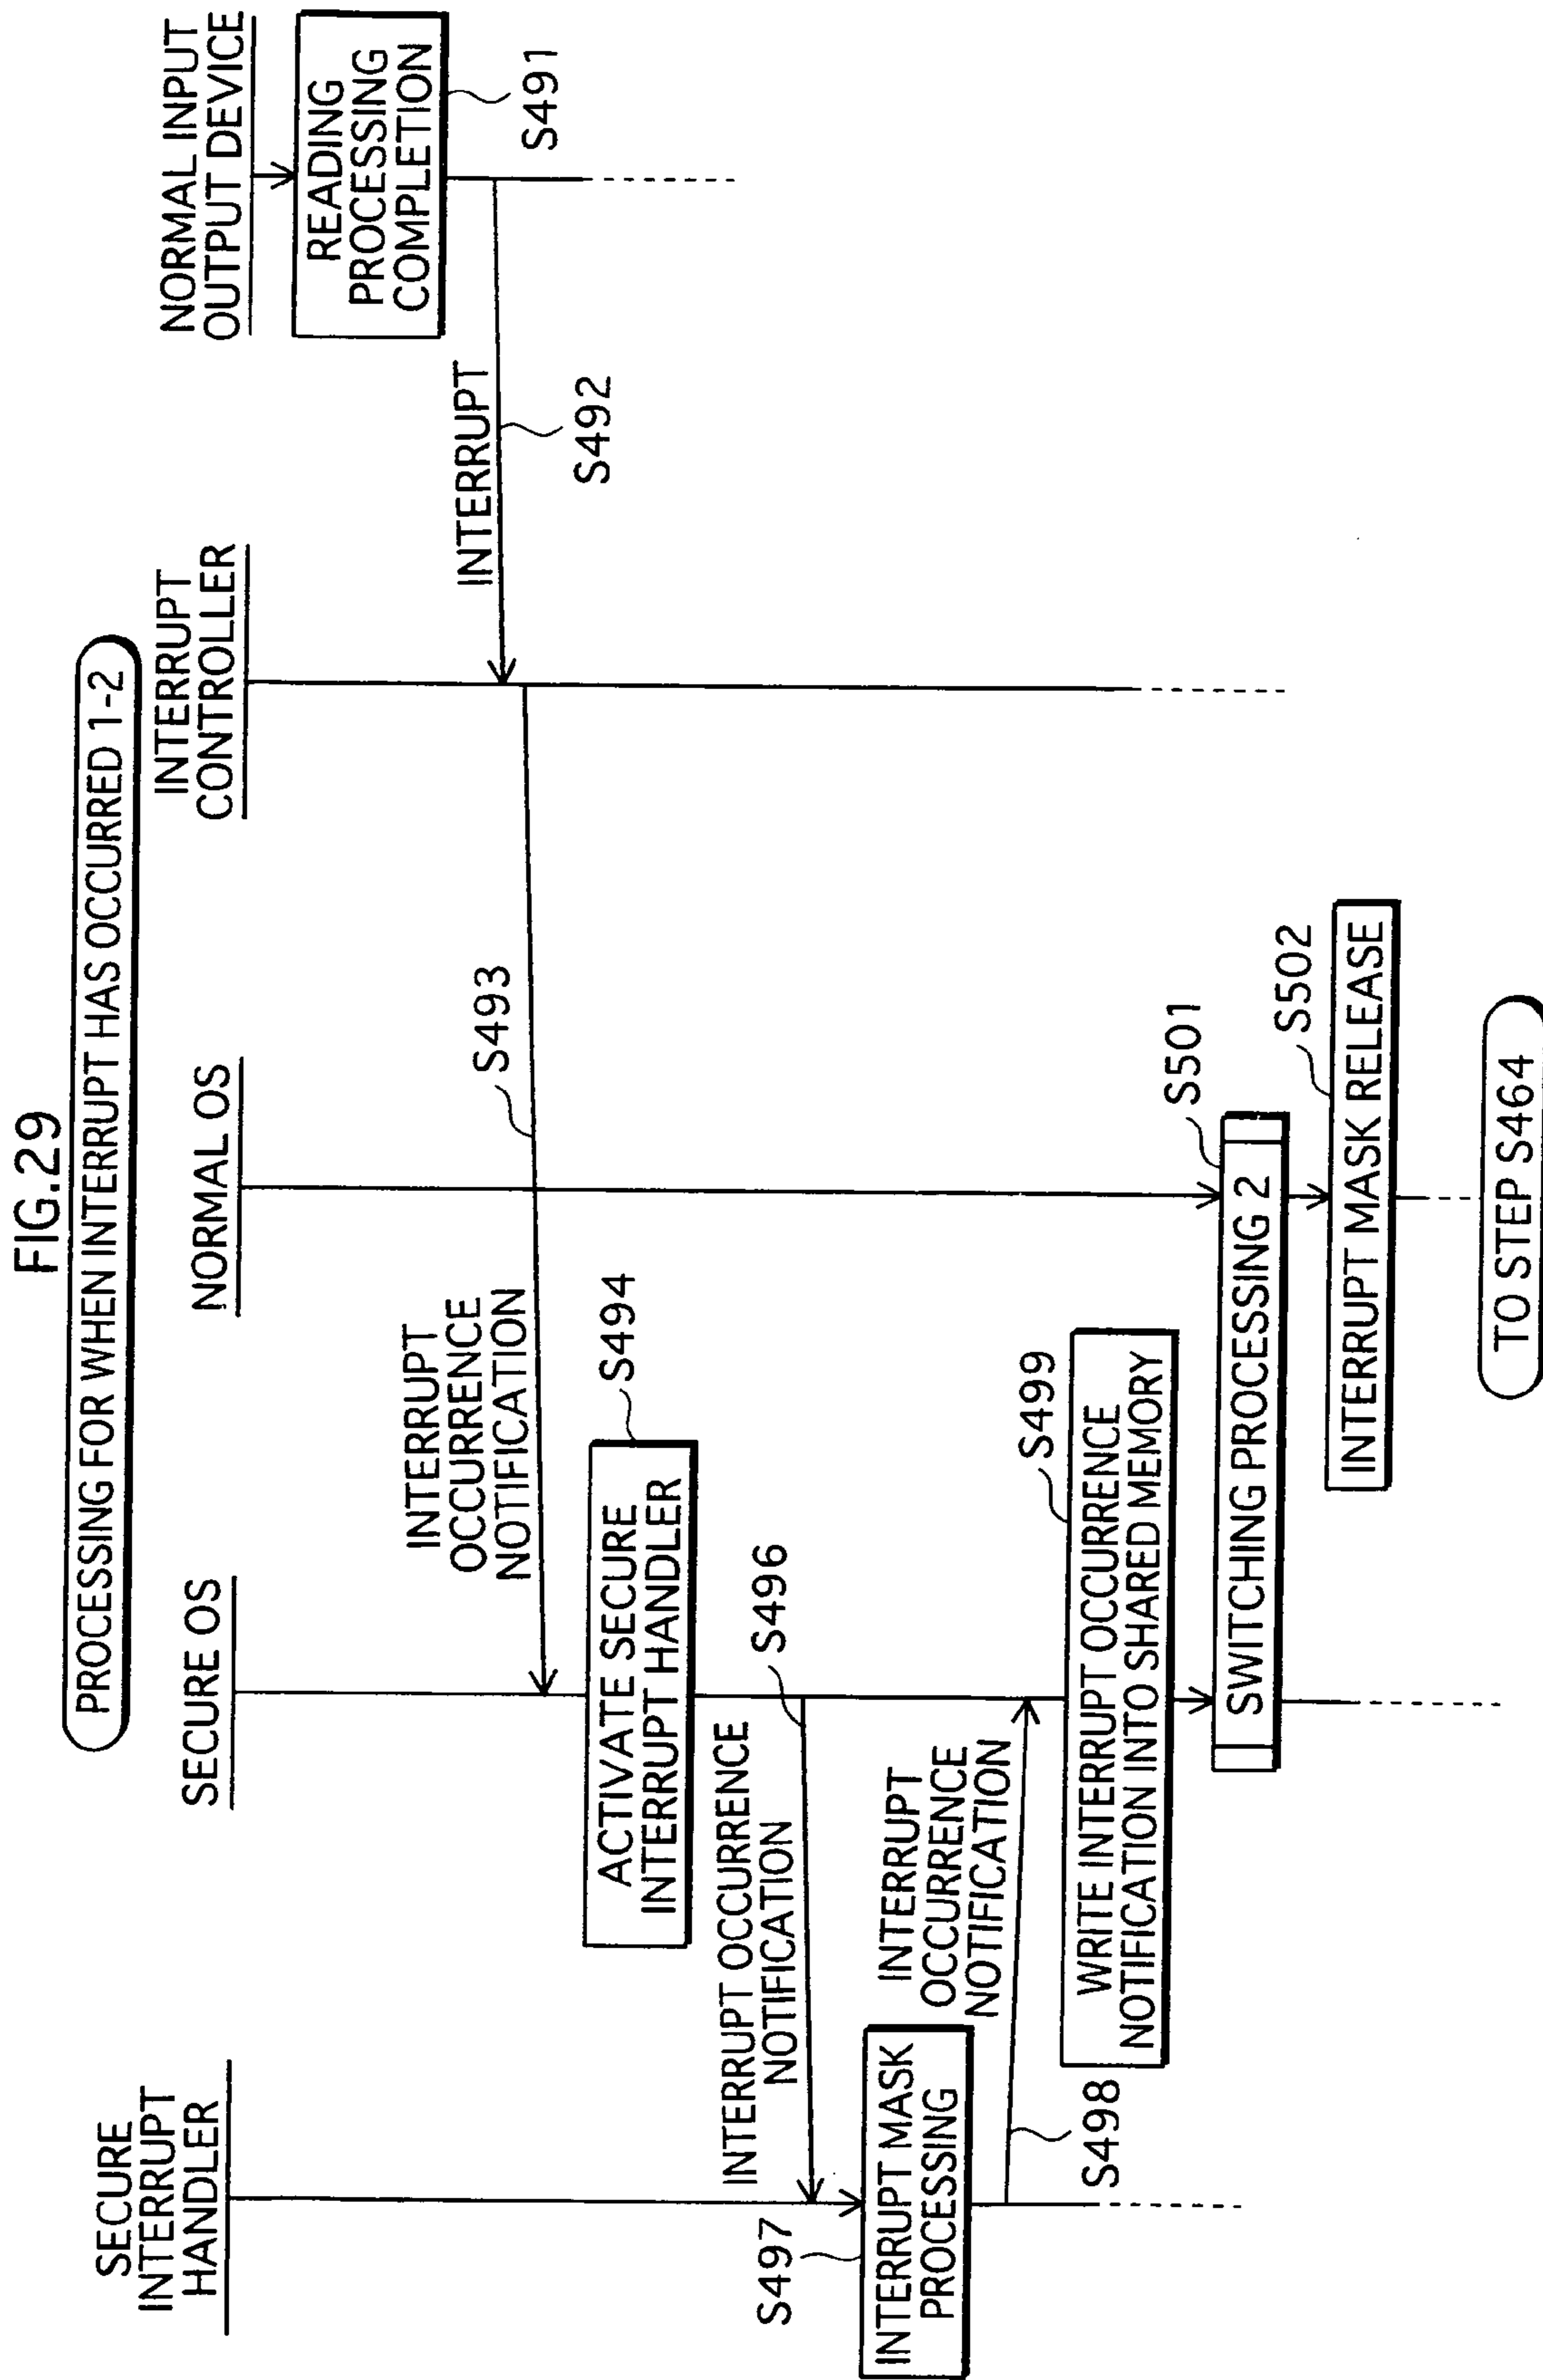 FIG.29
PROCESSING FOR WHEN INTERRUPT HAS OCCURRED 1-2
SECURE
INTERRUPT
HANDLER
SECURE OS
NORMAL OS
INTERRUPT
CONTROLLER
NORMAL INPUT
OUTPUT DEVICE
READING
PROCESSING
COMPLETION
S491
INTERRUPT
S492
S493
INTERRUPT
OCCURRENCE
NOTIFICATION
ACTIVATE SECURE
INTERRUPT HANDLER
S494
INTERRUPT OCCURRENCE
NOTIFICATION
S496
S497
INTERRUPT MASK
PROCESSING
INTERRUPT
OCCURRENCE
NOTIFICATION
S498
WRITE INTERRUPT OCCURRENCE
NOTIFICATION INTO SHARED MEMORY
S499
SWITCHING PROCESSING 2
S501
INTERRUPT MASK RELEASE
S502
TO STEP S464